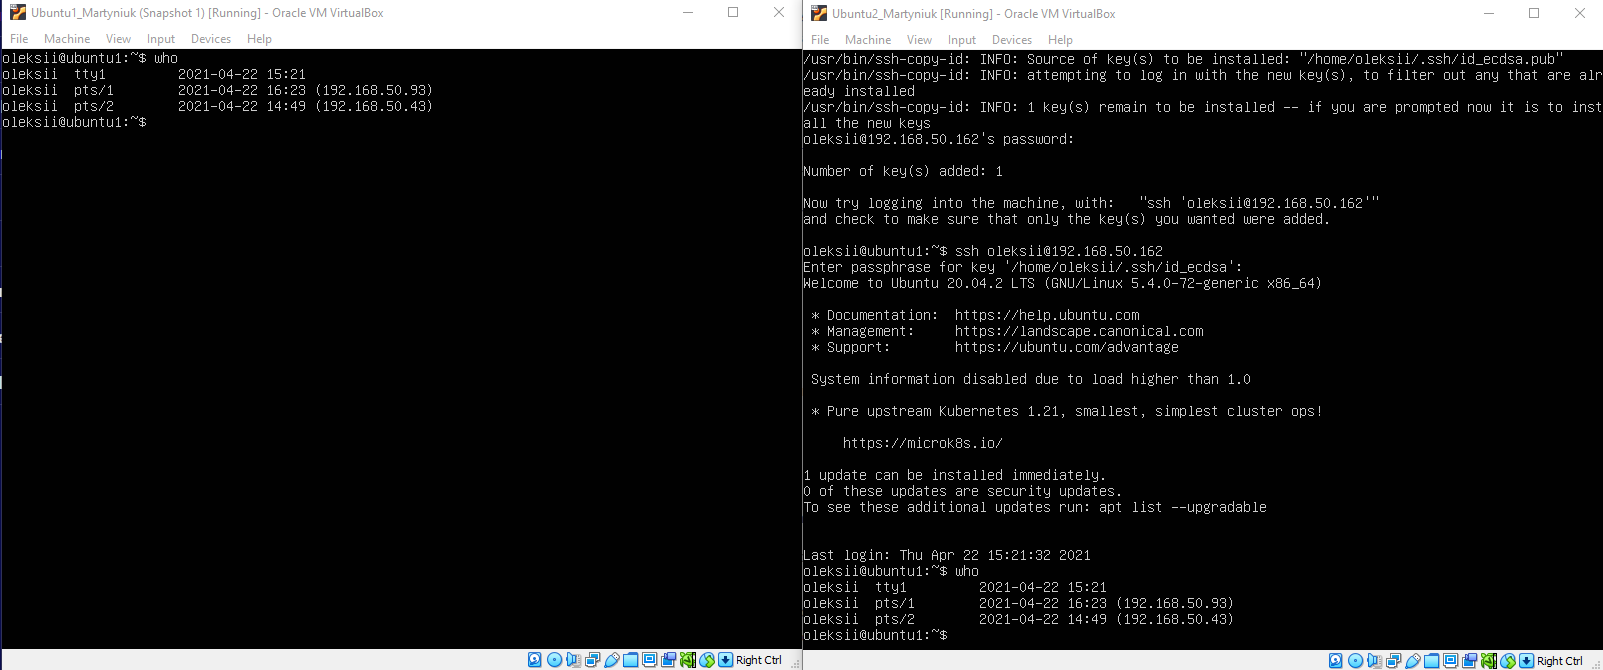 Ubuntu1_Martyniuk (Snapshot 1) [Running] - Oracle VM VirtualBox
File Machine View Input Devices Help
oleksii@ubuntu1:~$ who
oleksii  tty1         2021-04-22 15:21
oleksii  pts/1        2021-04-22 16:23 (192.168.50.93)
oleksii  pts/2        2021-04-22 14:49 (192.168.50.43)
oleksii@ubuntu1:~$
Right Ctrl
Ubuntu2_Martyniuk [Running] - Oracle VM VirtualBox
File Machine View Input Devices Help
/usr/bin/ssh-copy-id: INFO: Source of key(s) to be installed: "/home/oleksii/.ssh/id_ecdsa.pub"
/usr/bin/ssh-copy-id: INFO: attempting to log in with the new key(s), to filter out any that are alr
eady installed
/usr/bin/ssh-copy-id: INFO: 1 key(s) remain to be installed -- if you are prompted now it is to inst
all the new keys
oleksii@192.168.50.162's password:
Number of key(s) added: 1
Now try logging into the machine, with:   "ssh 'oleksii@192.168.50.162'"
and check to make sure that only the key(s) you wanted were added.
oleksii@ubuntu1:~$ ssh oleksii@192.168.50.162
Enter passphrase for key '/home/oleksii/.ssh/id_ecdsa':
Welcome to Ubuntu 20.04.2 LTS (GNU/Linux 5.4.0-72-generic x86_64)
* Documentation:  https://help.ubuntu.com
* Management:     https://landscape.canonical.com
* Support:        https://ubuntu.com/advantage
System information disabled due to load higher than 1.0
* Pure upstream Kubernetes 1.21, smallest, simplest cluster ops!
https://microk8s.io/
1 update can be installed immediately.
0 of these updates are security updates.
To see these additional updates run: apt list --upgradable
Last login: Thu Apr 22 15:21:32 2021
oleksii@ubuntu1:~$ who
oleksii  tty1         2021-04-22 15:21
oleksii  pts/1        2021-04-22 16:23 (192.168.50.93)
oleksii  pts/2        2021-04-22 14:49 (192.168.50.43)
oleksii@ubuntu1:~$
Right Ctrl